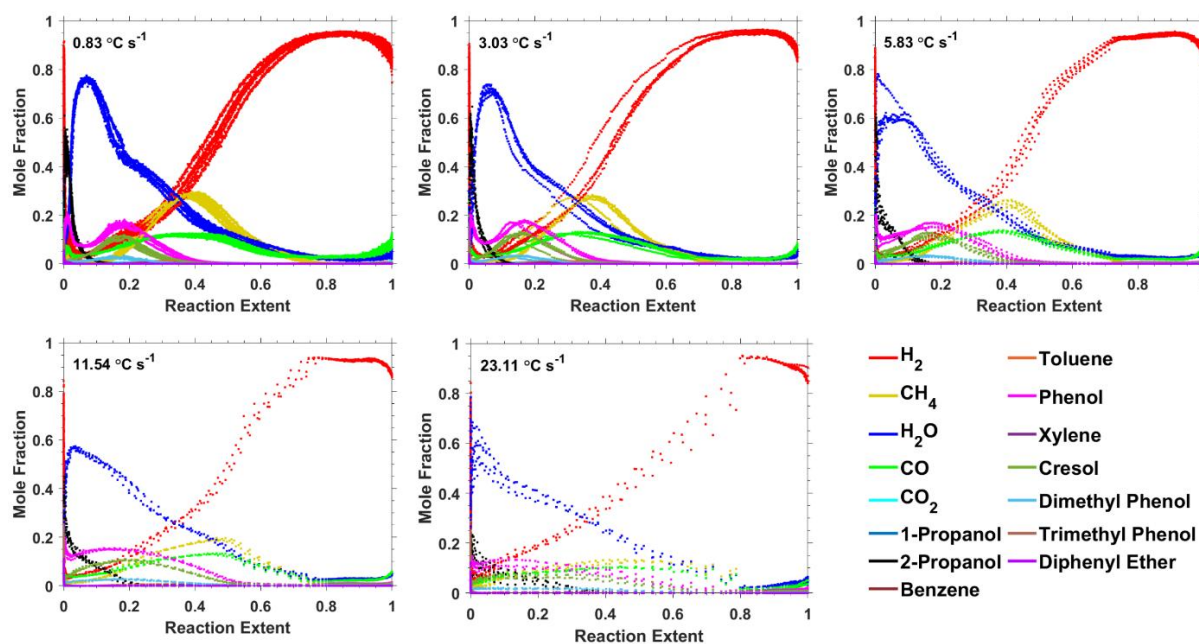 0.83 °C s⁻¹
1
0.8
0.6
0.4
0.2
0
Mole Fraction
0 0.2 0.4 0.6 0.8 1
Reaction Extent
3.03 °C s⁻¹
1
0.8
0.6
0.4
0.2
0
Mole Fraction
0 0.2 0.4 0.6 0.8 1
Reaction Extent
5.83 °C s⁻¹
1
0.8
0.6
0.4
0.2
0
Mole Fraction
0 0.2 0.4 0.6 0.8
Reaction Extent
11.54 °C s⁻¹
1
0.8
0.6
0.4
0.2
0
Mole Fraction
0 0.2 0.4 0.6 0.8 1
Reaction Extent
23.11 °C s⁻¹
1
0.8
0.6
0.4
0.2
0
Mole Fraction
0 0.2 0.4 0.6 0.8 1
Reaction Extent
H₂
CH₄
H₂O
CO
CO₂
1-Propanol
2-Propanol
Benzene
Toluene
Phenol
Xylene
Cresol
Dimethyl Phenol
Trimethyl Phenol
Diphenyl Ether